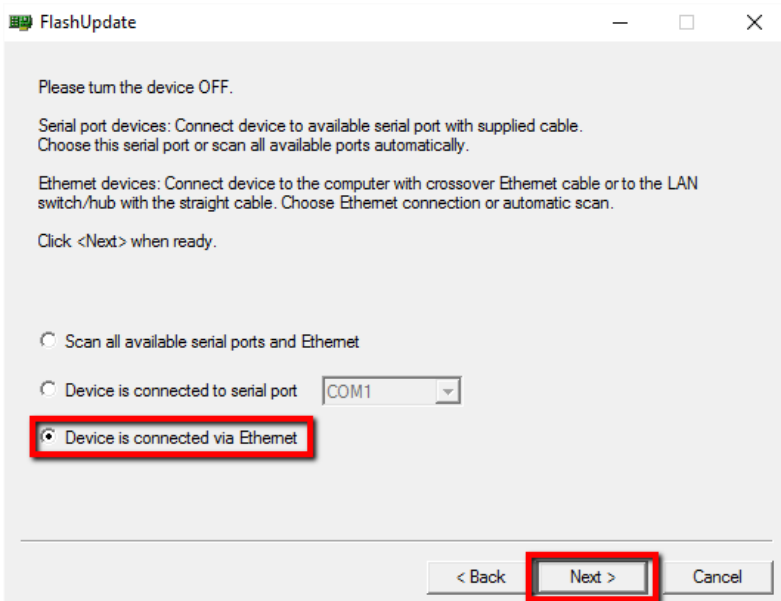 FlashUpdate
Please turn the device OFF.
Serial port devices: Connect device to available serial port with supplied cable.
Choose this serial port or scan all available ports automatically.
Ethernet devices: Connect device to the computer with crossover Ethernet cable or to the LAN
switch/hub with the straight cable. Choose Ethernet connection or automatic scan.
Click <Next> when ready.
Scan all available serial ports and Ethernet
Device is connected to serial port COM1
Device is connected via Ethernet
< Back Next > Cancel